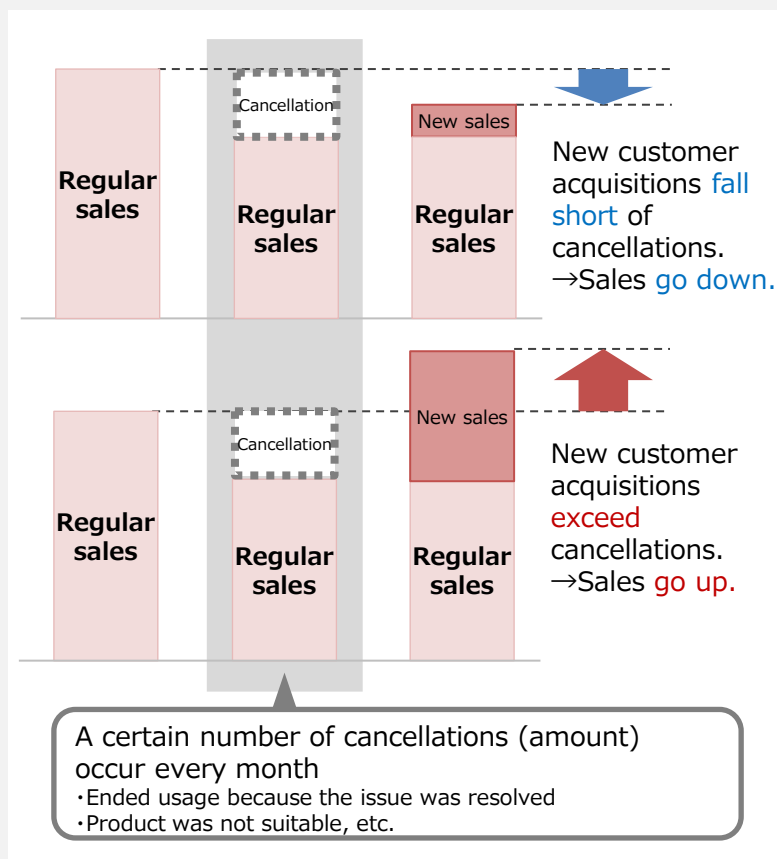 Regular
sales
Cancellation
Regular
sales
New sales
Regular
sales
New customer
acquisitions fall
short of
cancellations.
→Sales go down.
Regular
sales
Cancellation
Regular
sales
New sales
Regular
sales
New customer
acquisitions
exceed
cancellations.
→Sales go up.
A certain number of cancellations (amount)
occur every month
・Ended usage because the issue was resolved
・Product was not suitable, etc.